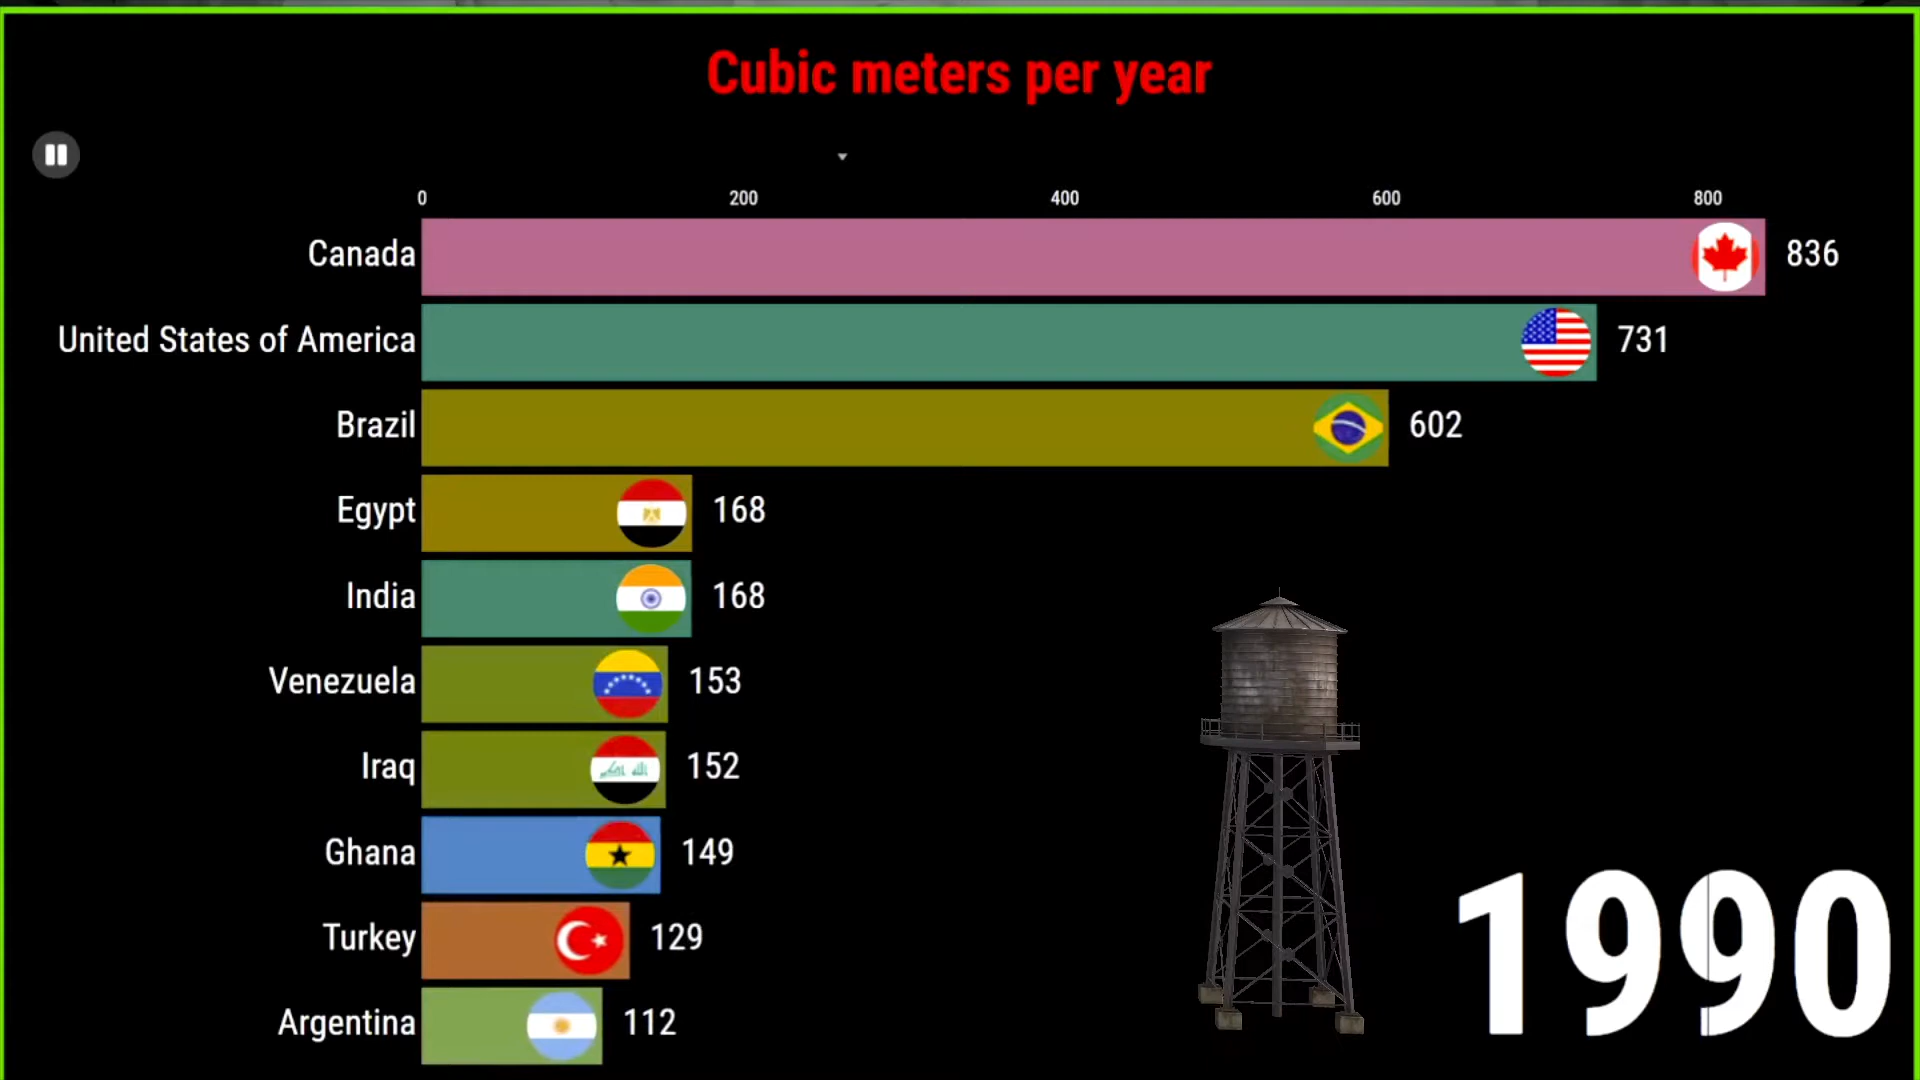 Cubic meters per year
0 200 400 600 800
Canada 836
United States of America 731
Brazil 602
Egypt 168
India 168
Venezuela 153
Iraq 152
Ghana 149
Turkey 129
Argentina 112
1990